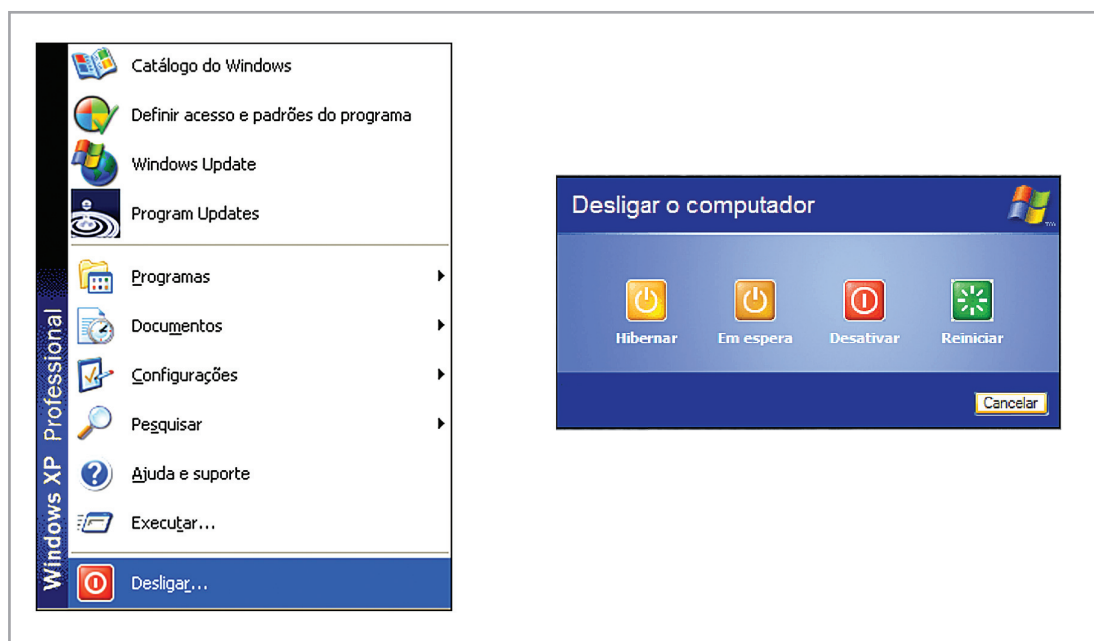 Catálogo do Windows
Definir acesso e padrões do programa
Windows Update
Program Updates
Programas
Documentos
Configurações
Pesquisar
Ajuda e suporte
Executar...
Desligar...
Windows XP Professional
Desligar o computador
TM
Hibernar
Em espera
Desativar
Reiniciar
Cancelar